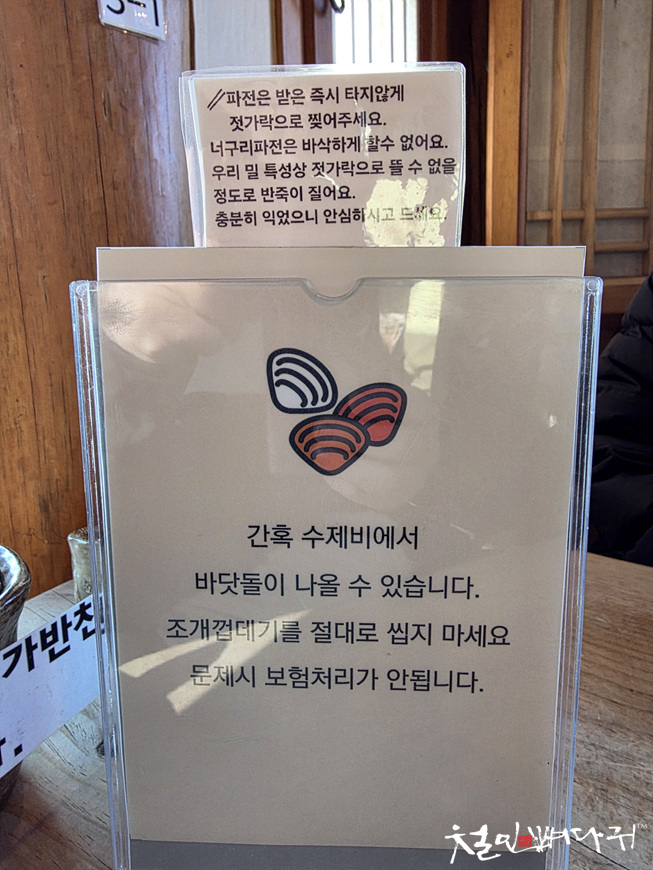 3-1
//파전은 받은 즉시 타지않게
젓가락으로 찢어주세요.
너구리파전은 바삭하게 할수 없어요.
우리 밀 특성상 젓가락으로 뜰 수 없을
정도로 반죽이 질어요.
충분히 익었으니 안심하시고 드세요.
간혹 수제비에서
바닷돌이 나올 수 있습니다.
조개껍대기를 절대로 씹지 마세요
문제시 보험처리가 안됩니다.
가반찬